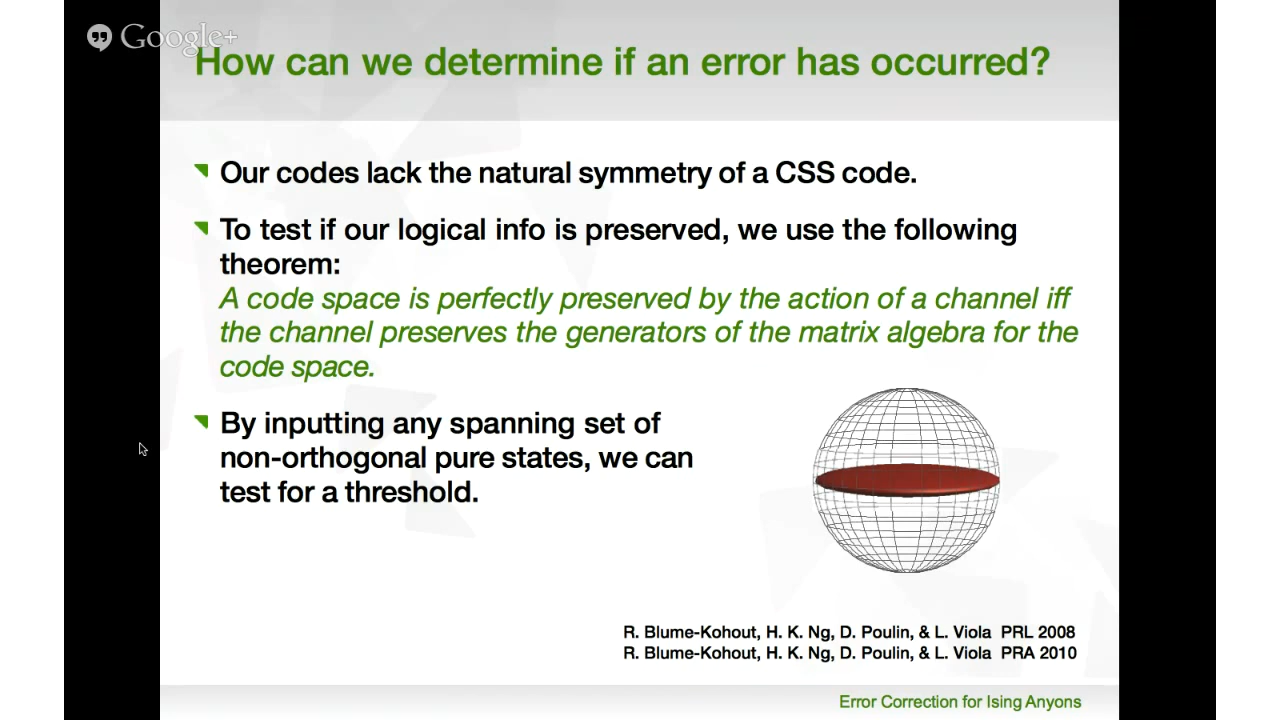 Google+
How can we determine if an error has occurred?
Our codes lack the natural symmetry of a CSS code.
To test if our logical info is preserved, we use the following
theorem:
A code space is perfectly preserved by the action of a channel iff
the channel preserves the generators of the matrix algebra for the
code space.
By inputting any spanning set of
non-orthogonal pure states, we can
test for a threshold.
R. Blume-Kohout, H. K. Ng, D. Poulin, & L. Viola PRL 2008
R. Blume-Kohout, H. K. Ng, D. Poulin, & L. Viola PRA 2010
Error Correction for Ising Anyons